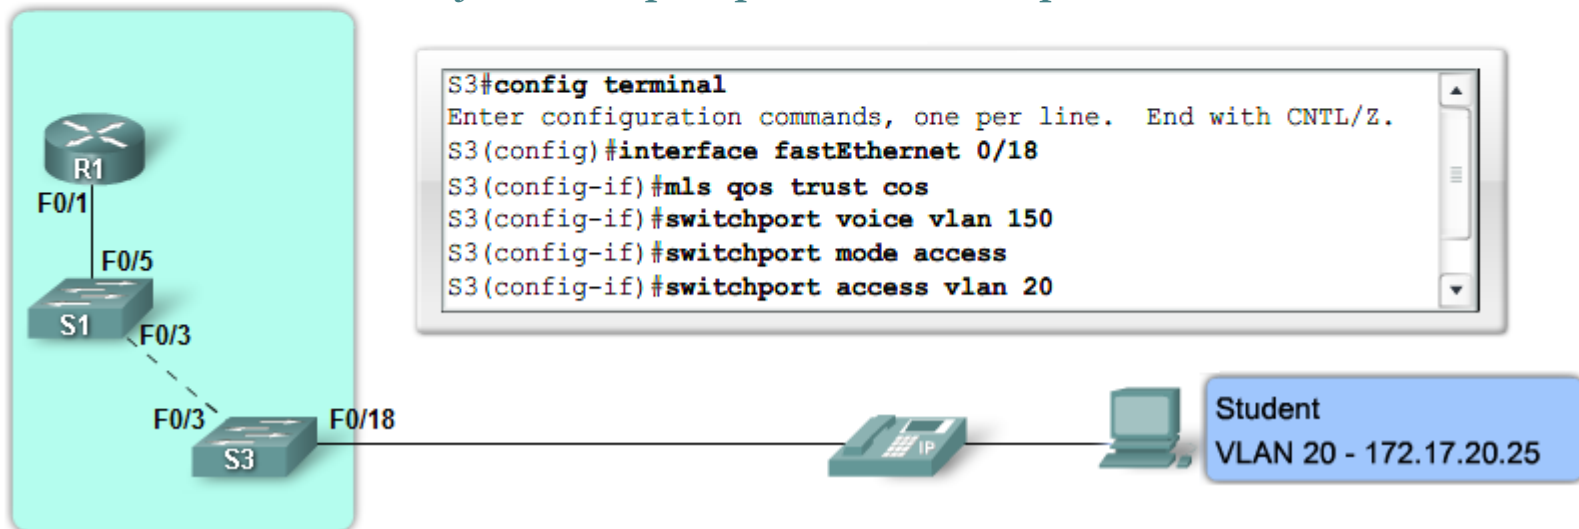 S3#config terminal
Enter configuration commands, one per line.  End with CNTL/Z.
S3(config)#interface fastEthernet 0/18
S3(config-if)#mls qos trust cos
S3(config-if)#switchport voice vlan 150
S3(config-if)#switchport mode access
S3(config-if)#switchport access vlan 20
R1
F0/1
F0/5
S1
F0/3
F0/3
F0/18
S3
IP
Student
VLAN 20 - 172.17.20.25